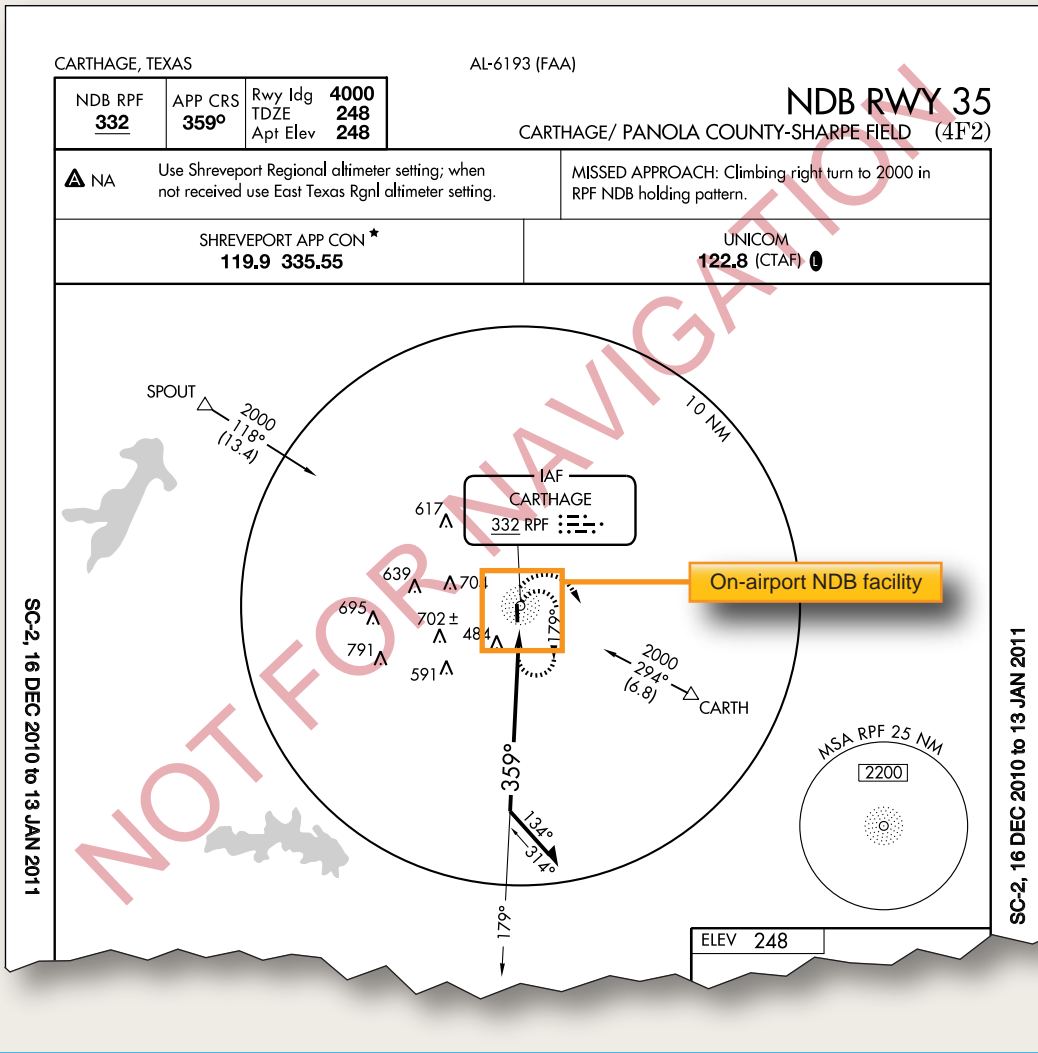 CARTHAGE, TEXAS
AL-6193 (FAA)
NDB RPF
332
APP CRS
359°
Rwy ldg 4000
TDZE 248
Apt Elev 248
NDB RWY 35
CARTHAGE/ PANOLA COUNTY-SHARPE FIELD (4F2)
A NA
Use Shreveport Regional altimeter setting; when
not received use East Texas Rgnl altimeter setting.
MISSED APPROACH: Climbing right turn to 2000 in
RPF NDB holding pattern.
SHREVEPORT APP CON ★
119.9 335.55
UNICOM
122.8 (CTAF) L
NOT FOR NAVIGATION
SPOUT
2000
118°
(13.4)
10 NM
IAF
CARTHAGE
332 RPF
617
639
704
695
702 ±
484
791
591
179°
On-airport NDB facility
2000
294°
(6.8)
CARTH
359°
134°
314°
179°
MSA RPF 25 NM
2200
ELEV 248
SC-2, 16 DEC 2010 to 13 JAN 2011
SC-2, 16 DEC 2010 to 13 JAN 2011